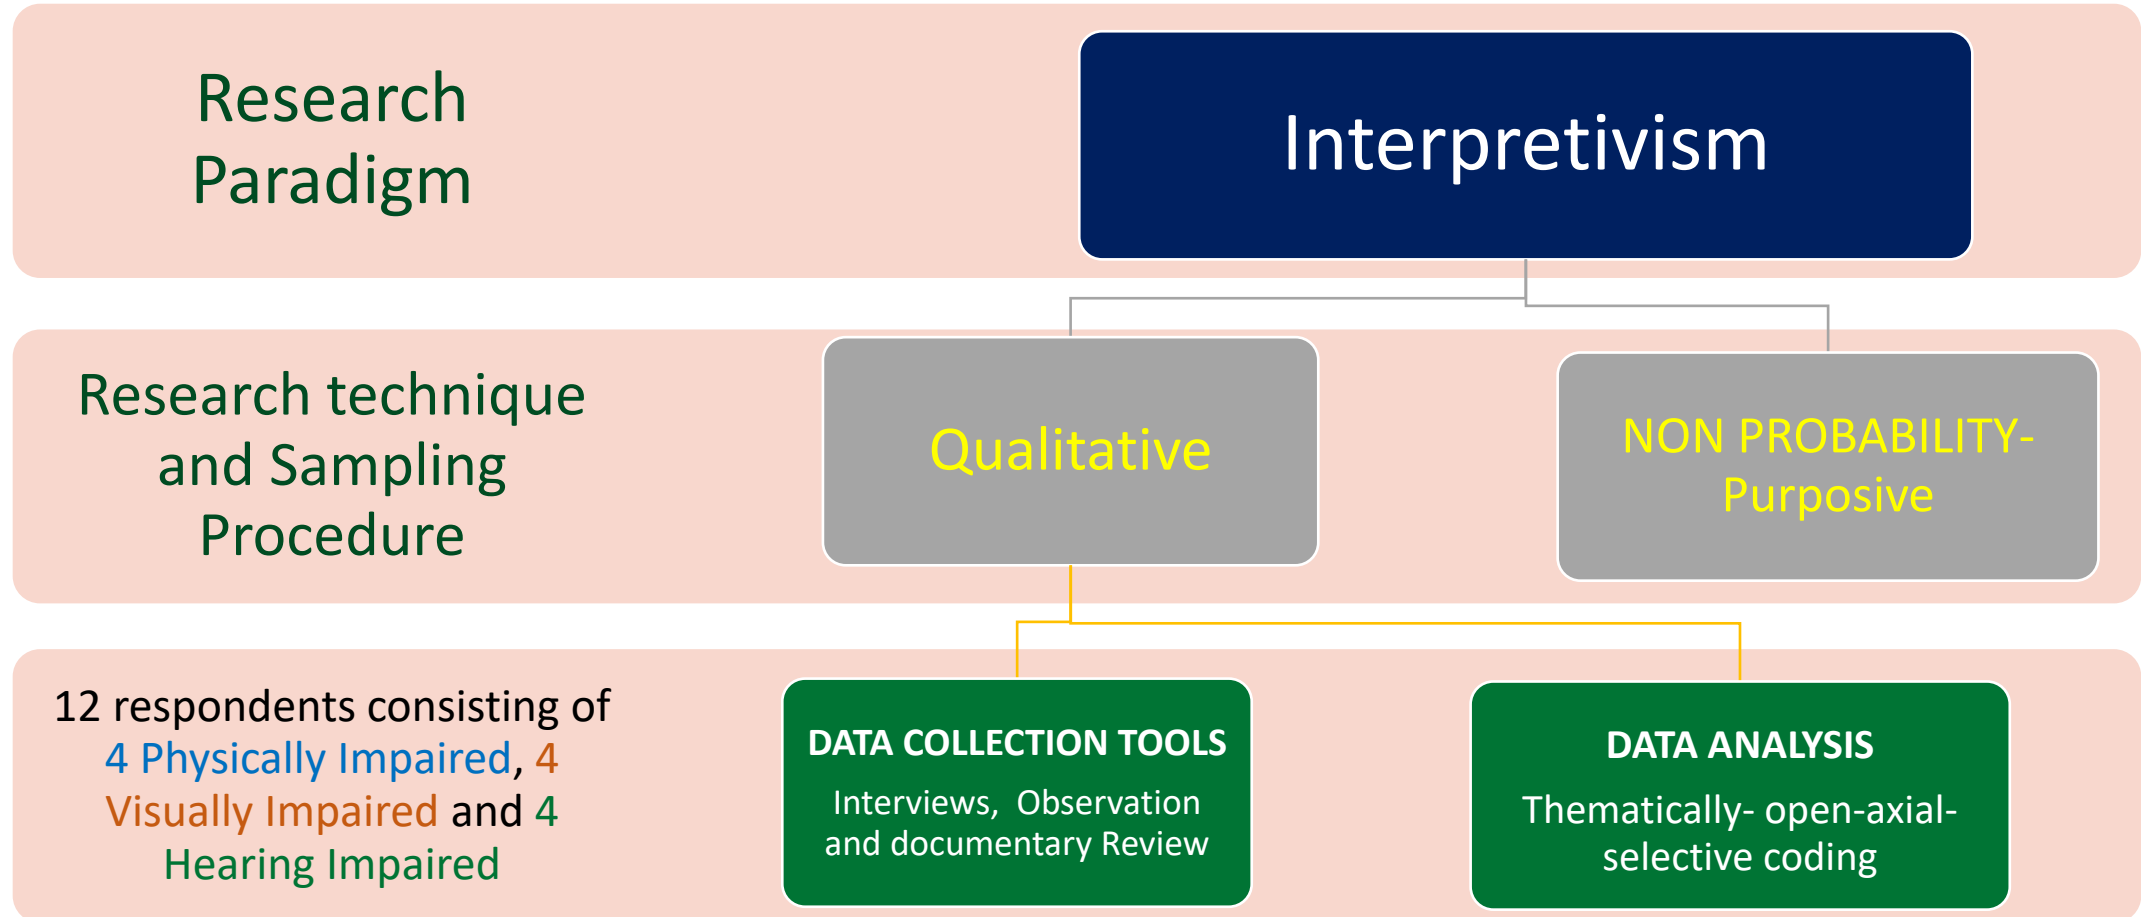 Research
Paradigm
Interpretivism
Research technique
and Sampling
Procedure
Qualitative
NON PROBABILITY-
Purposive
12 respondents consisting of
4 Physically Impaired, 4
Visually Impaired and 4
Hearing Impaired
DATA COLLECTION TOOLS
Interviews, Observation
and documentary Review
DATA ANALYSIS
Thematically- open-axial-
selective coding